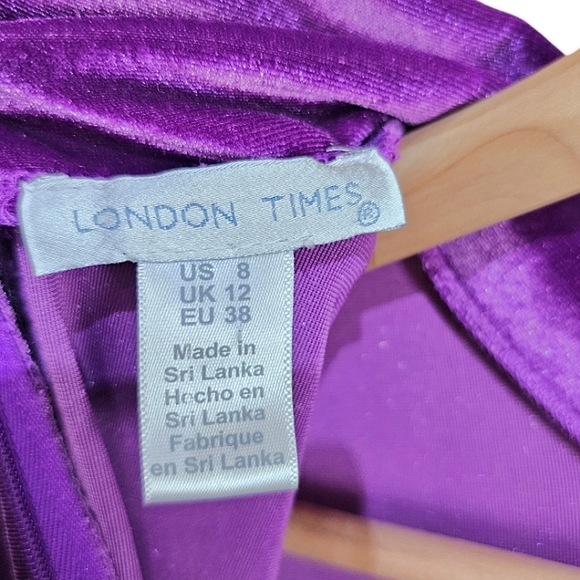 LONDON TIMES®
US 8
UK 12
EU 38
Made in
Sri Lanka
Hecho en
Sri Lanka
Fabrique
en Sri Lanka